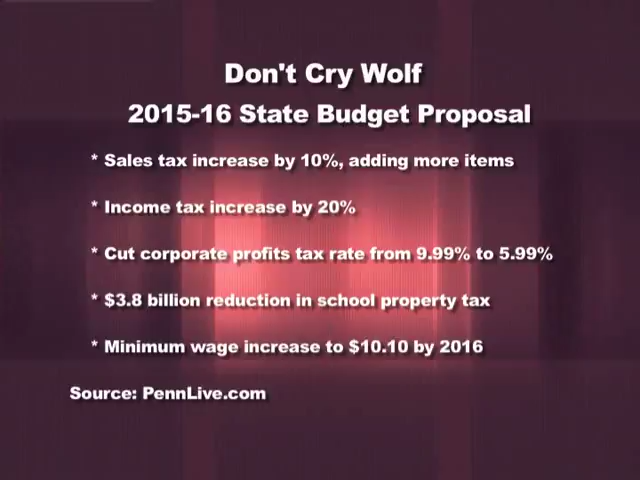 Don't Cry Wolf
2015-16 State Budget Proposal
* Sales tax increase by 10%, adding more items
* Income tax increase by 20%
* Cut corporate profits tax rate from 9.99% to 5.99%
* $3.8 billion reduction in school property tax
* Minimum wage increase to $10.10 by 2016
Source: PennLive.com